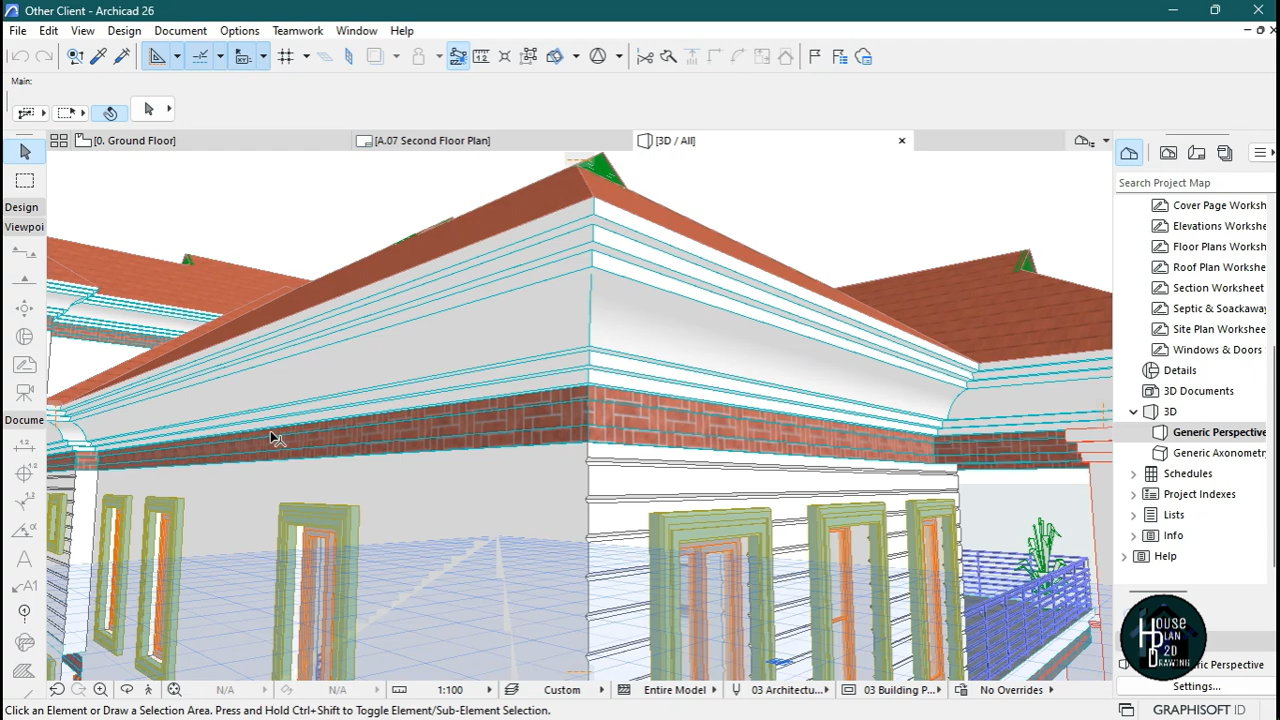 Other Client - Archicad 26
File Edit View Design Document Options Teamwork Window Help
Main:
[0. Ground Floor]
[A.07 Second Floor Plan]
[3D / All]
Design
Viewpoi
Docume
Search Project Map
Cover Page Worksh
Elevations Workshe
Floor Plans Worksh
Roof Plan Workshe
Section Worksheet
Septic & Soackaway
Site Plan Workshee
Windows & Doors
Details
3D Documents
3D
Generic Perspective
Generic Axonometr
Schedules
Project Indexes
Lists
Info
Help
HOUSE
PLAN
2D
DRAWING
ric Perspective
Settings...
N/A N/A 1:100 Custom Entire Model 03 Architectu... 03 Building P... No Overrides
Click an Element or Draw a Selection Area. Press and Hold Ctrl+Shift to Toggle Element/Sub-Element Selection.
GRAPHISOFT ID